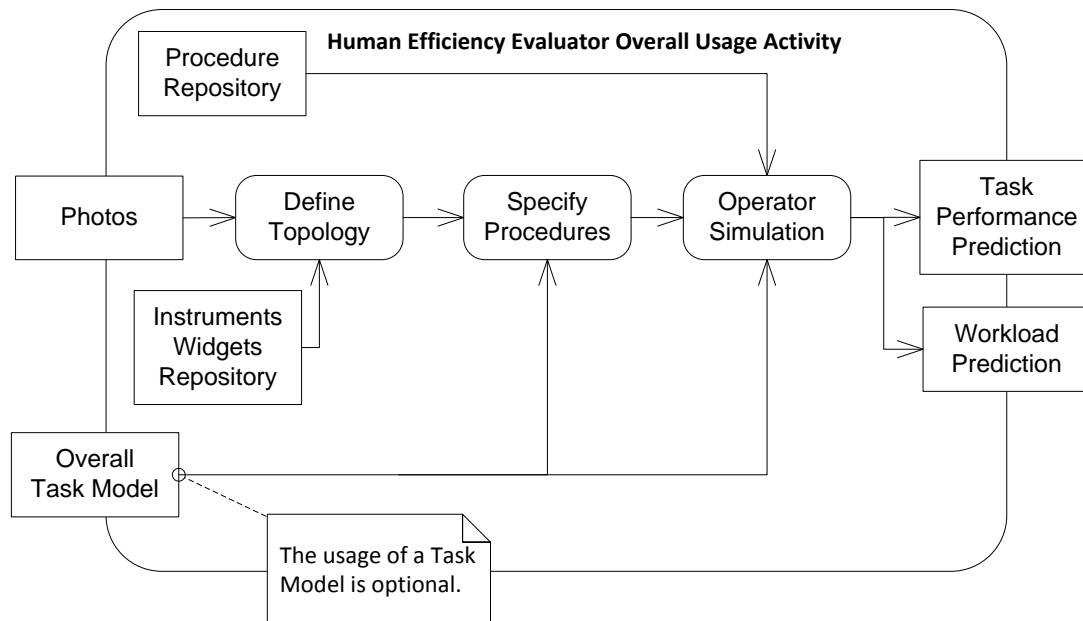 Human Efficiency Evaluator Overall Usage Activity
Procedure
Repository
Photos
Define
Topology
Specify
Procedures
Operator
Simulation
Task
Performance
Prediction
Instruments
Widgets
Repository
Workload
Prediction
Overall
Task Model
The usage of a Task
Model is optional.